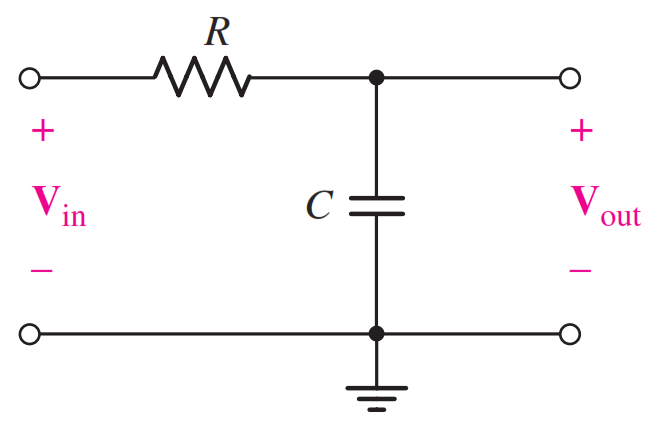 R
+ +
V_in C V_out
− −